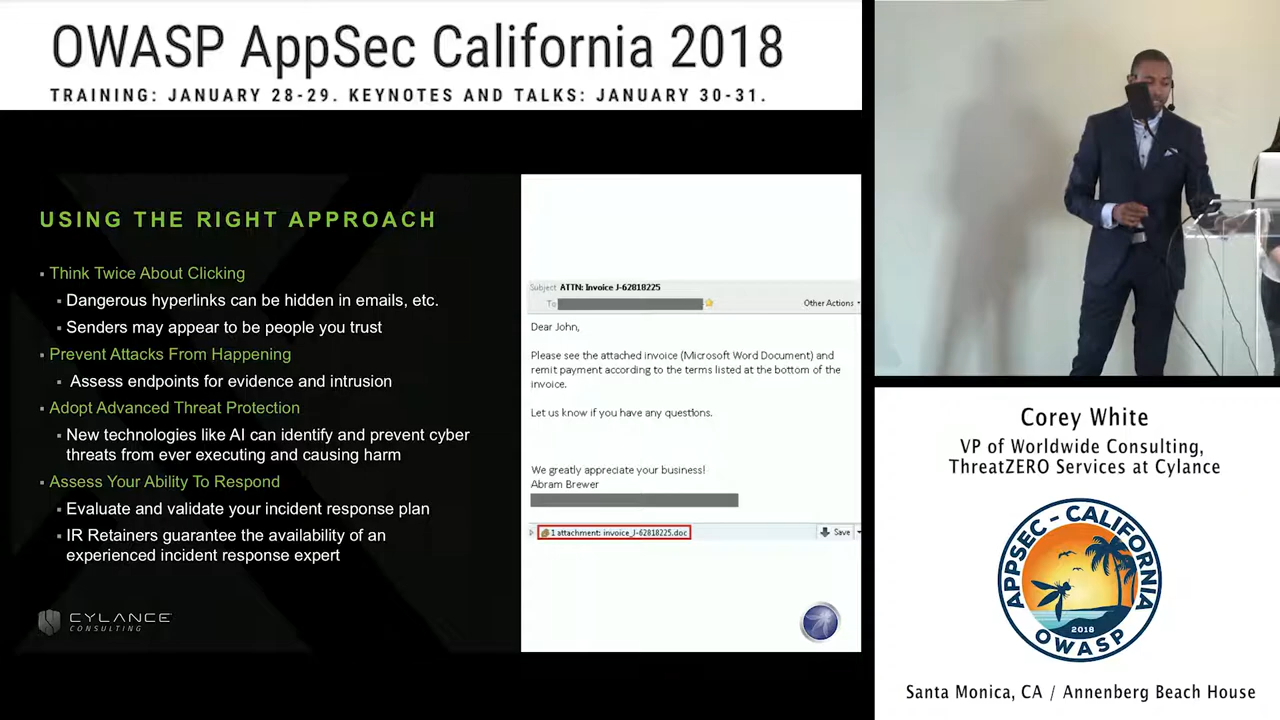 OWASP AppSec California 2018
TRAINING: JANUARY 28-29. KEYNOTES AND TALKS: JANUARY 30-31.
USING THE RIGHT APPROACH
▪ Think Twice About Clicking
▪ Dangerous hyperlinks can be hidden in emails, etc.
▪ Senders may appear to be people you trust
▪ Prevent Attacks From Happening
▪ Assess endpoints for evidence and intrusion
▪ Adopt Advanced Threat Protection
▪ New technologies like AI can identify and prevent cyber
threats from ever executing and causing harm
▪ Assess Your Ability To Respond
▪ Evaluate and validate your incident response plan
▪ IR Retainers guarantee the availability of an
experienced incident response expert
CYLANCE
CONSULTING
Subject ATTN: Invoice J-62818225
To
Other Actions
Dear John,
Please see the attached invoice (Microsoft Word Document) and
remit payment according to the terms listed at the bottom of the
invoice.
Let us know if you have any questions.
We greatly appreciate your business!
Abram Brewer
1 attachment: invoice_J-62818225.doc
Save
Corey White
VP of Worldwide Consulting,
ThreatZERO Services at Cylance
APPSEC - CALIFORNIA
2018
OWASP
Santa Monica, CA / Annenberg Beach House